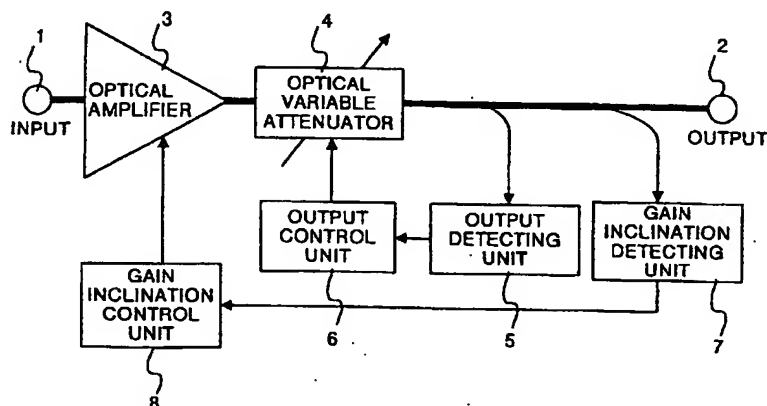 1
INPUT
3
OPTICAL
AMPLIFIER
4
OPTICAL
VARIABLE
ATTENUATOR
2
OUTPUT
OUTPUT
CONTROL
UNIT
6
OUTPUT
DETECTING
UNIT
5
GAIN
INCLINATION
DETECTING
UNIT
7
GAIN
INCLINATION
CONTROL
UNIT
8